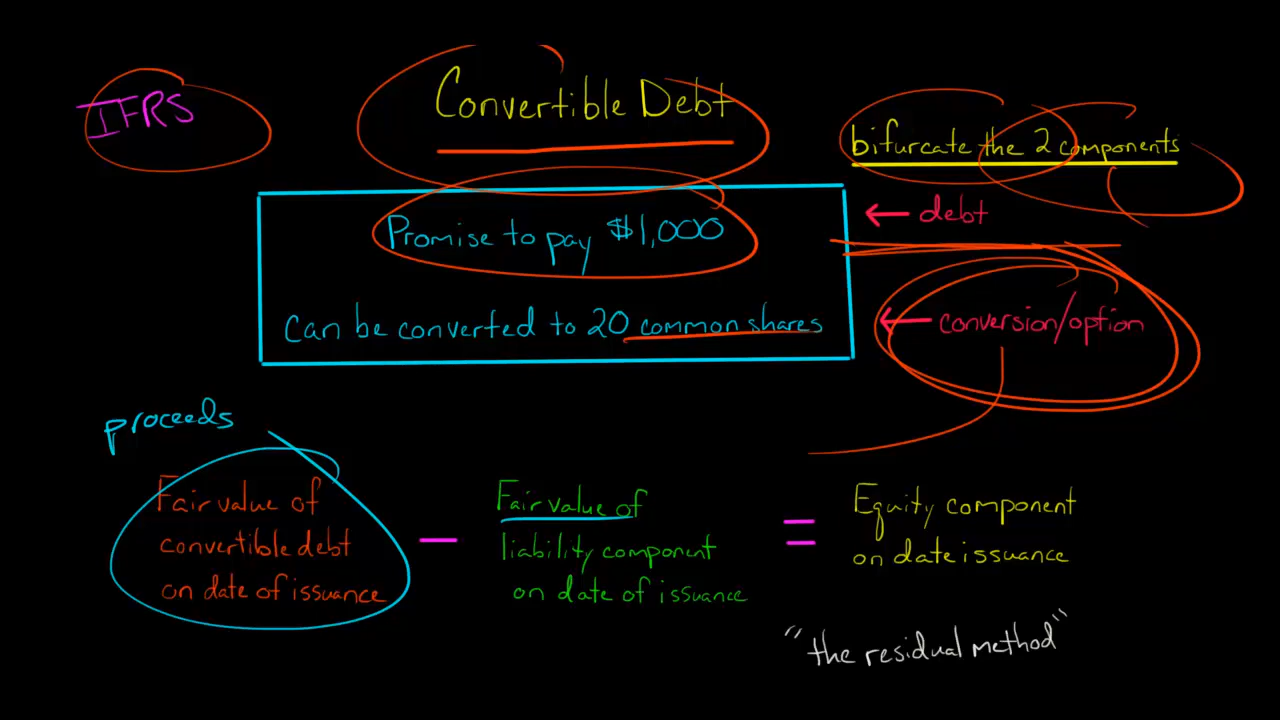 IFRS
Convertible Debt
bifurcate the 2 components
Promise to pay $1,000
← debt
can be converted to 20 common shares
← conversion/option
proceeds
Fair value of
convertible debt
on date of issuance
-
Fair value of
liability component
on date of issuance
=
Equity component
on date issuance
"the residual method"